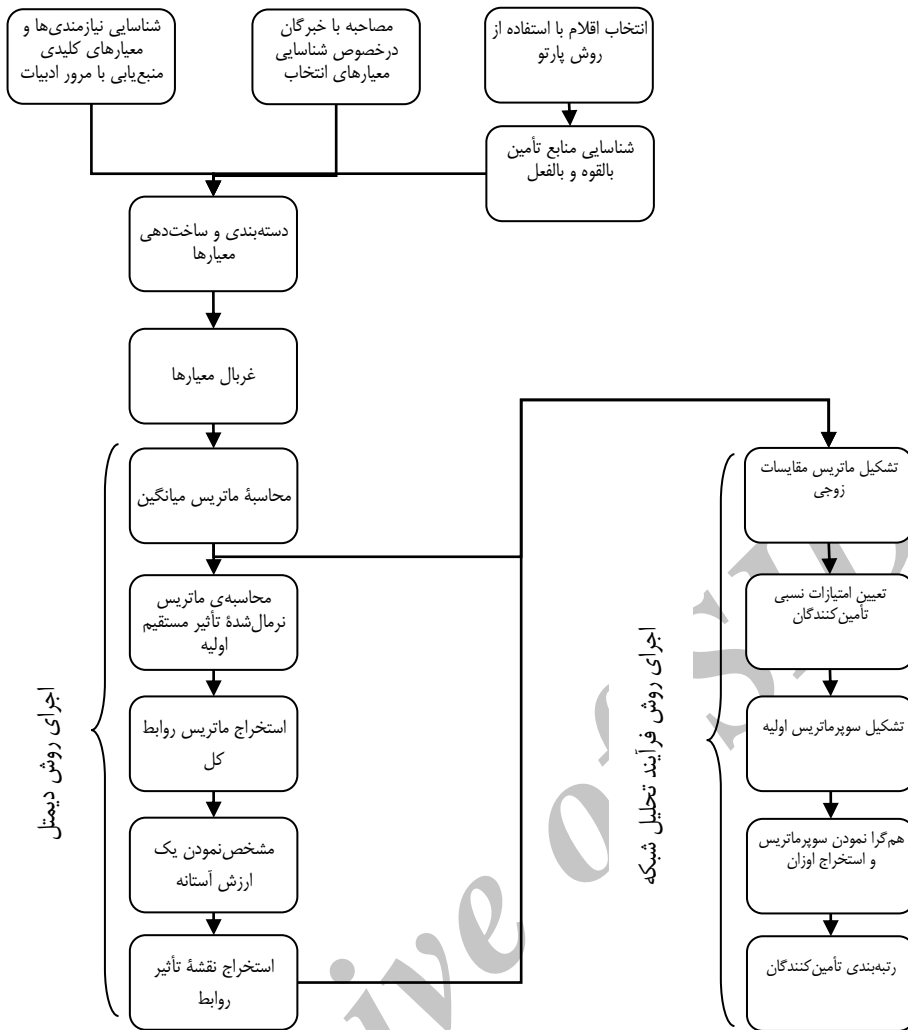 شناسایی نیازمندی‌ها و
معیارهای کلیدی
منبع‌یابی با مرور ادبیات
مصاحبه با خبرگان
درخصوص شناسایی
معیارهای انتخاب
انتخاب اقلام با استفاده از
روش پارتو
شناسایی منابع تأمین
بالقوه و بالفعل
دسته‌بندی و ساخت‌دهی
معیارها
غربال معیارها
محاسبهٔ ماتریس میانگین
محاسبه‌ی ماتریس
نرمال‌شدهٔ تأثیر مستقیم
اولیه
استخراج ماتریس روابط
کل
مشخص‌نمودن یک
ارزش آستانه
استخراج نقشهٔ تأثیر
روابط
اجرای روش دیمتل
تشکیل ماتریس مقایسات
زوجی
تعیین امتیازات نسبی
تأمین‌کنندگان
تشکیل سوپرماتریس اولیه
هم‌گرا نمودن سوپرماتریس
و استخراج اوزان
رتبه‌بندی تأمین‌کنندگان
اجرای روش فرآیند تحلیل شبکه
ive of SID